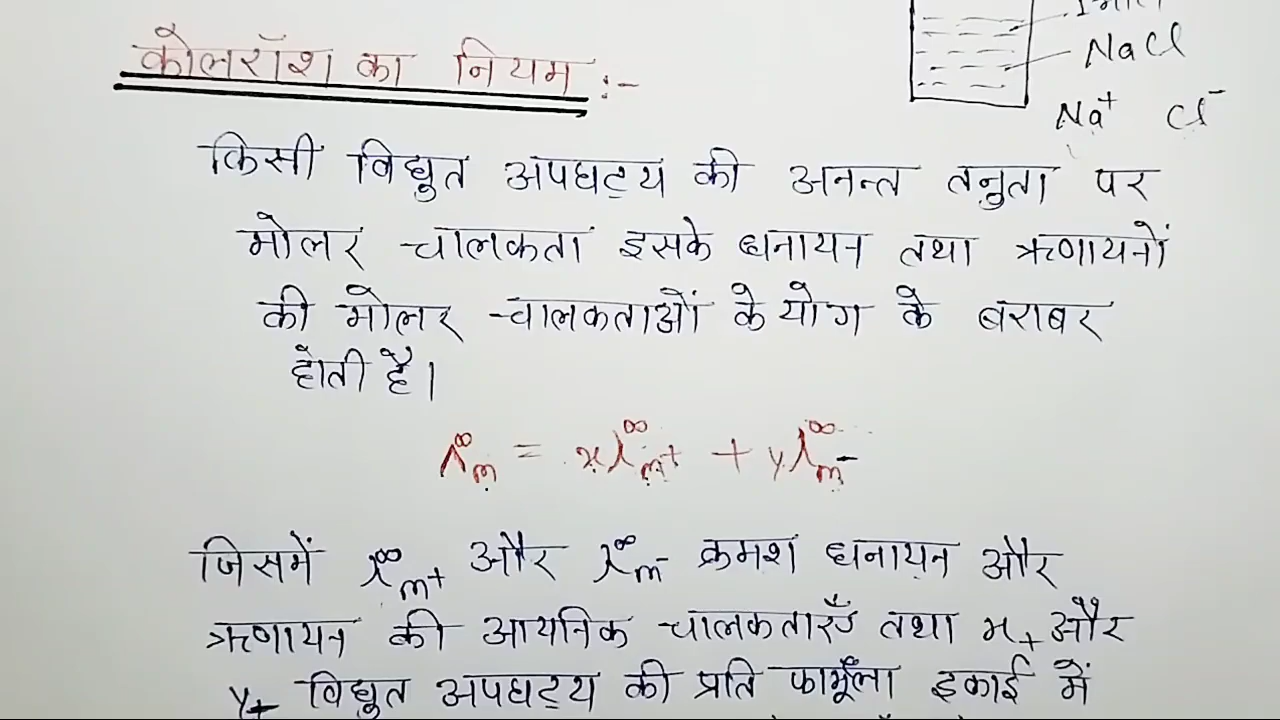 कोलरॉश का नियम :-
NaCl
Na⁺ Cl⁻
किसी विद्युत अपघट्य की अनन्त तनुता पर
मोलर चालकता इसके धनायन तथा ऋणायनों
की मोलर चालकताओं के योग के बराबर
होती है।
λ∞m = xλ∞m+ + yλ∞m-
जिसमें λ∞m+ और λ∞m- क्रमश धनायन और
ऋणायन की आयनिक चालकताएँ तथा x+ और
y+ विद्युत अपघट्य की प्रति फार्मूला इकाई में